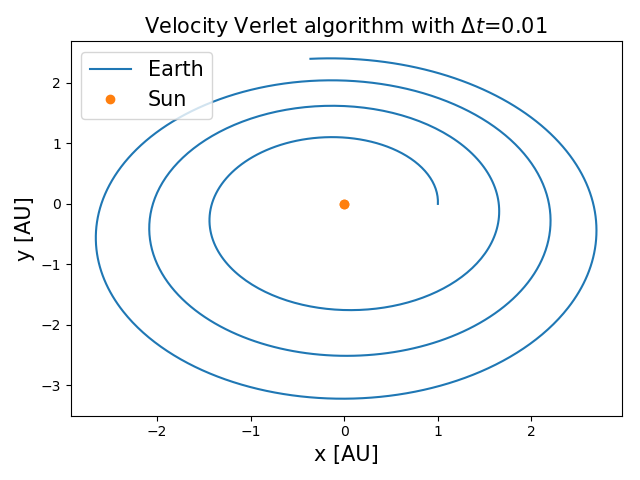 Velocity Verlet algorithm with Δt=0.01
Earth
Sun
y [AU]
2
1
0
−1
−2
−3
−2
−1
0
1
2
x [AU]